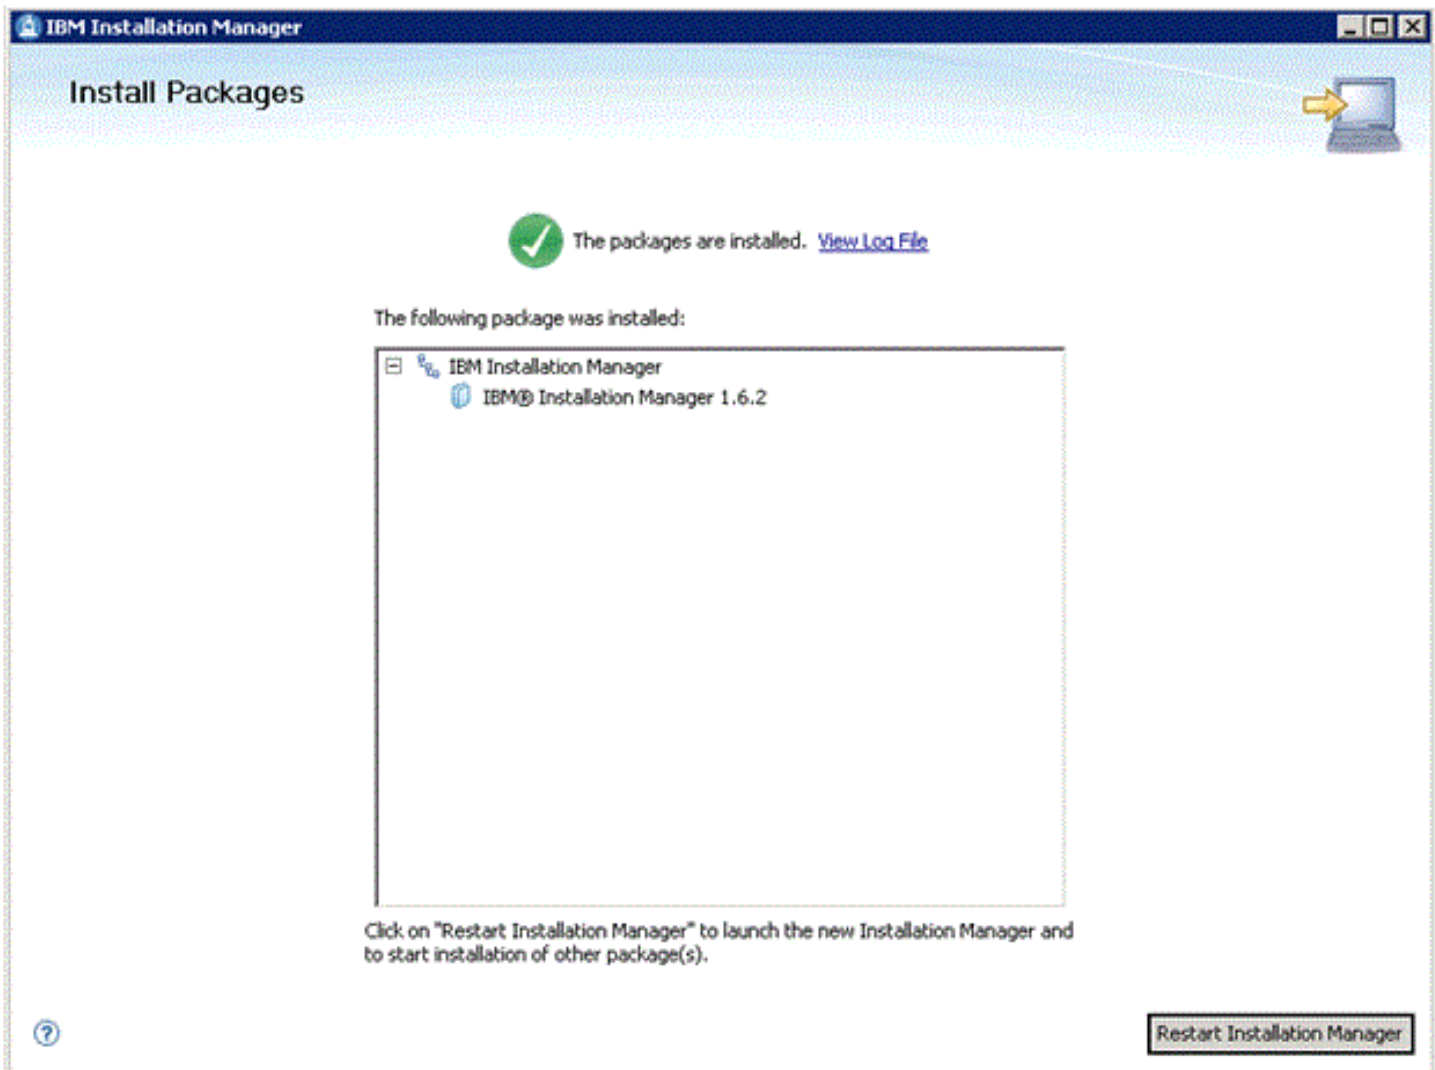 IBM Installation Manager
Install Packages
The packages are installed. View Log File
The following package was installed:
IBM Installation Manager
IBM® Installation Manager 1.6.2
Click on "Restart Installation Manager" to launch the new Installation Manager and
to start installation of other package(s).
?
Restart Installation Manager